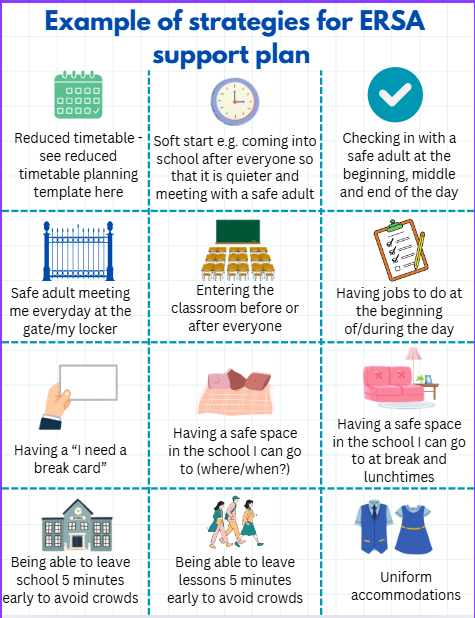 Example of strategies for ERSA
support plan
Reduced timetable -
see reduced
timetable planning
template here
Soft start e.g. coming into
school after everyone so
that it is quieter and
meeting with a safe adult
Checking in with a
safe adult at the
beginning, middle
and end of the day
Safe adult meeting
me everyday at the
gate/my locker
Entering the
classroom before or
after everyone
Having jobs to do at
the beginning
of/during the day
Having a “I need a
break card”
Having a safe space
in the school I can go
to (where/when?)
Having a safe space
in the school I can go
to at break and
lunchtimes
Being able to leave
school 5 minutes
early to avoid crowds
Being able to leave
lessons 5 minutes
early to avoid crowds
Uniform
accommodations